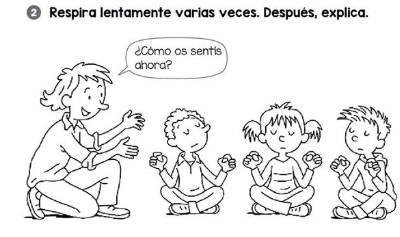 2 Respira lentamente varias veces. Después, explica.
¿Cómo os sentís
ahora?